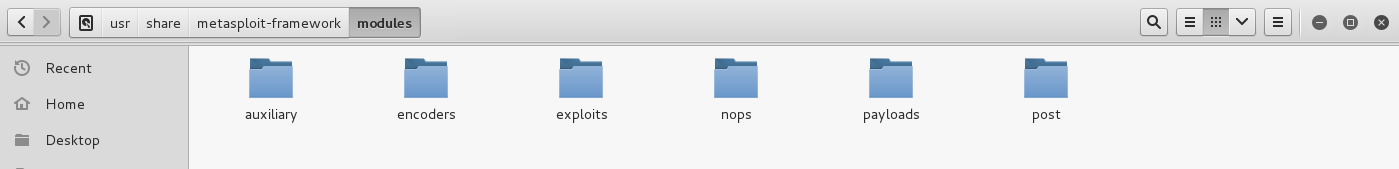 usr share metasploit-framework modules
Recent
Home
Desktop
auxiliary encoders exploits nops payloads post